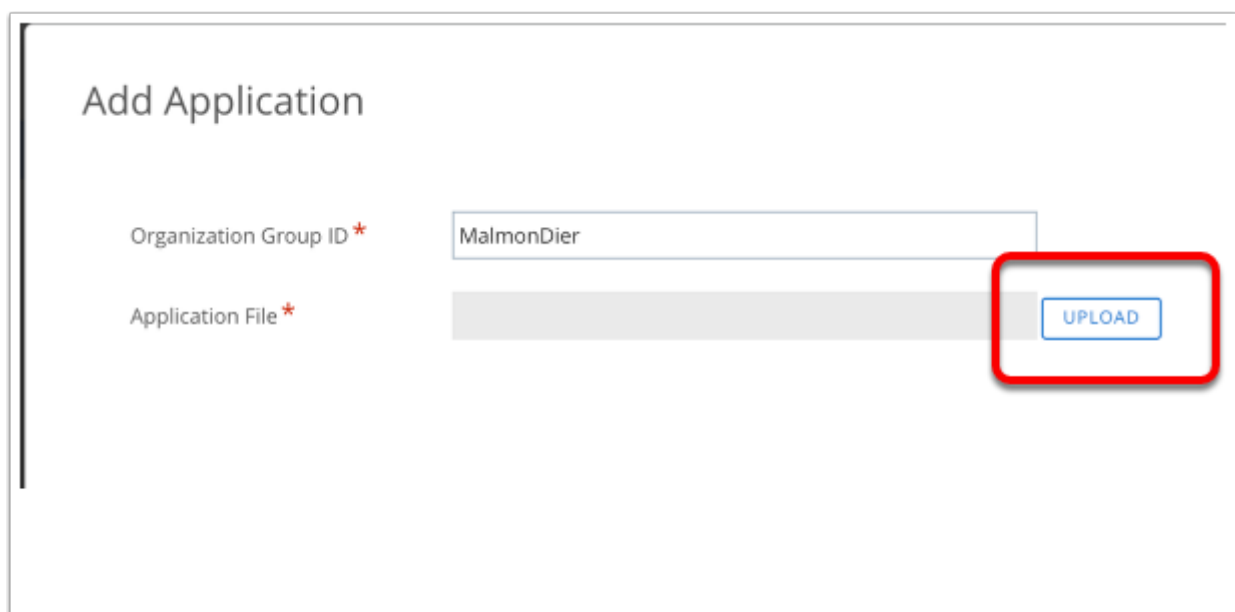 Add Application
Organization Group ID * MalmonDier
Application File * UPLOAD